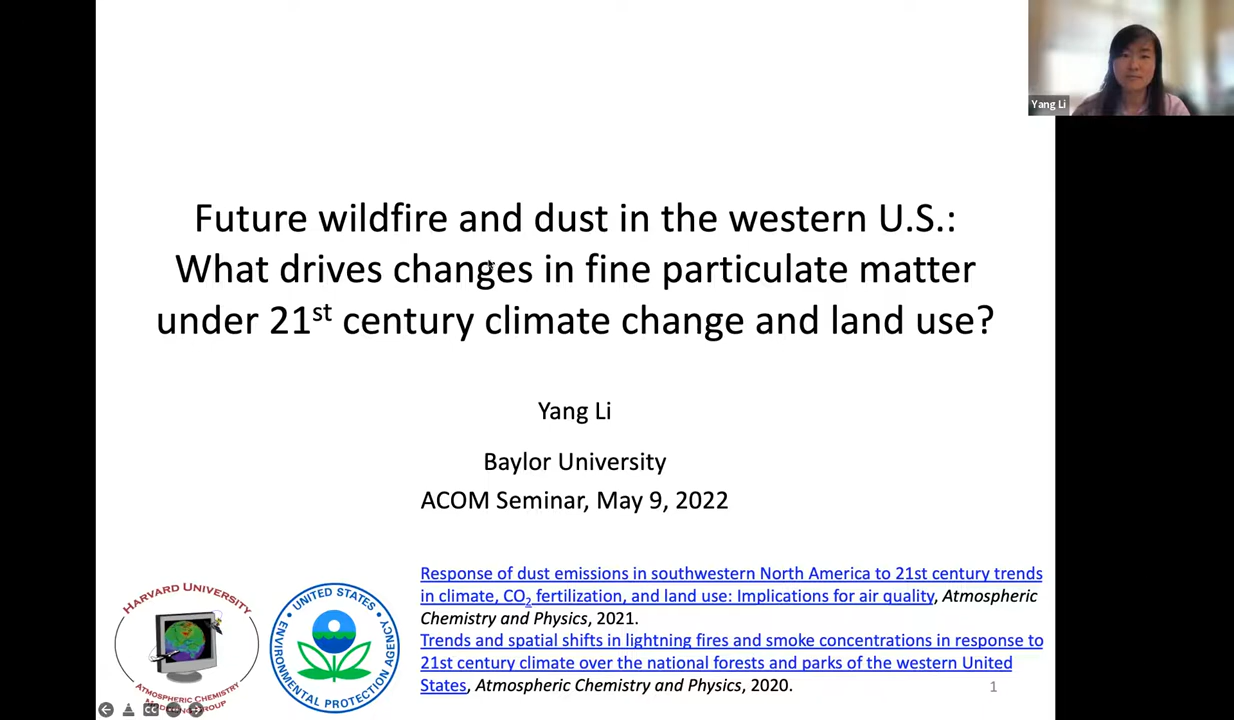 Yang Li
Future wildfire and dust in the western U.S.:
What drives changes in fine particulate matter
under 21st century climate change and land use?
Yang Li
Baylor University
ACOM Seminar, May 9, 2022
HARVARD UNIVERSITY
ATMOSPHERIC CHEMISTRY
MODELING GROUP
UNITED STATES
ENVIRONMENTAL PROTECTION AGENCY
Response of dust emissions in southwestern North America to 21st century trends
in climate, CO2 fertilization, and land use: Implications for air quality, Atmospheric
Chemistry and Physics, 2021.
Trends and spatial shifts in lightning fires and smoke concentrations in response to
21st century climate over the national forests and parks of the western United
States, Atmospheric Chemistry and Physics, 2020.
1
CC